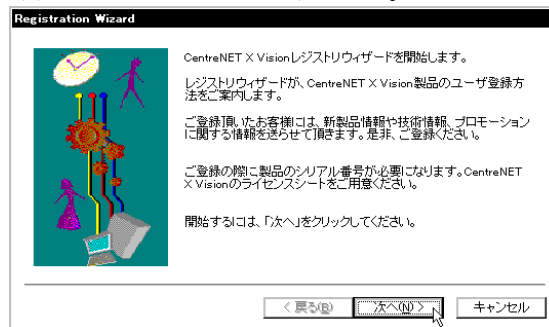 Registration Wizard
CentreNET X Visionレジストリウィザードを開始します。
レジストリウィザードが、CentreNET X Vision製品のユーザ登録方
法をご案内します。
ご登録頂いたお客様には、新製品情報や技術情報、プロモーション
に関する情報を送らせて頂きます。是非、ご登録ください。
ご登録の際に製品のシリアル番号が必要になります。CentreNET
X Visionのライセンスシートをご用意ください。
開始するには、「次へ」をクリックしてください。
< 戻る(B)
次へ(N) >
キャンセル